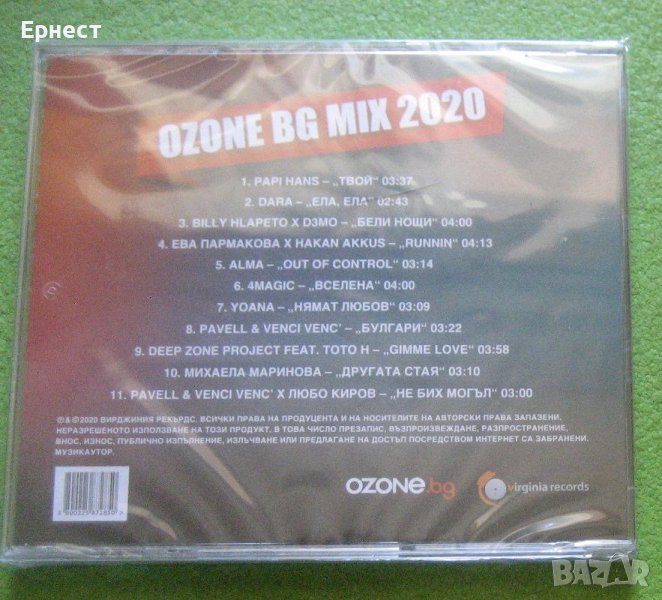 Ернест
OZONE BG MIX 2020
1. PAPI HANS – „ТВОЙ“ 03:37
2. DARA – „ЕЛА, ЕЛА“ 02:43
3. BILLY HLAPETO X D3MO – „БЕЛИ НОЩИ“ 04:00
4. ЕВА ПАРМАКОВА X HAKAN AKKUS – „RUNNIN“ 04:13
5. ALMA – „OUT OF CONTROL“ 03:14
6. 4MAGIC – „ВСЕЛЕНА“ 04:00
7. YOANA – „НЯМАТ ЛЮБОВ“ 03:09
8. PAVELL & VENCI VENC’ – „БУЛГАРИ“ 03:22
9. DEEP ZONE PROJECT FEAT. TOTO H – „GIMME LOVE“ 03:58
10. МИХАЕЛА МАРИНОВА – „ДРУГАТА СТАЯ“ 03:10
11. PAVELL & VENCI VENC’ X ЛЮБО КИРОВ – „НЕ БИХ МОГЪЛ“ 03:00
℗ & ©2020 ВИРДЖИНИЯ РЕКЪРДС. ВСИЧКИ ПРАВА НА ПРОДУЦЕНТА И НА НОСИТЕЛИТЕ НА АВТОРСКИ ПРАВА ЗАПАЗЕНИ.
НЕРАЗРЕШЕНОТО ИЗПОЛЗВАНЕ НА ТОЗИ ПРОДУКТ, В ТОВА ЧИСЛО ПРЕЗАПИС, ВЪЗПРОИЗВЕЖДАНЕ, РАЗПРОСТРАНЕНИЕ,
ВНОС, ИЗНОС, ПУБЛИЧНО ИЗПЪЛНЕНИЕ, ИЗЛЪЧВАНЕ ИЛИ ПРЕДЛАГАНЕ НА ДОСТЪП ПОСРЕДСТВОМ ИНТЕРНЕТ СА ЗАБРАНЕНИ.
МУЗИКАУТОР.
OZONE.bg
virginia records
BAZAR